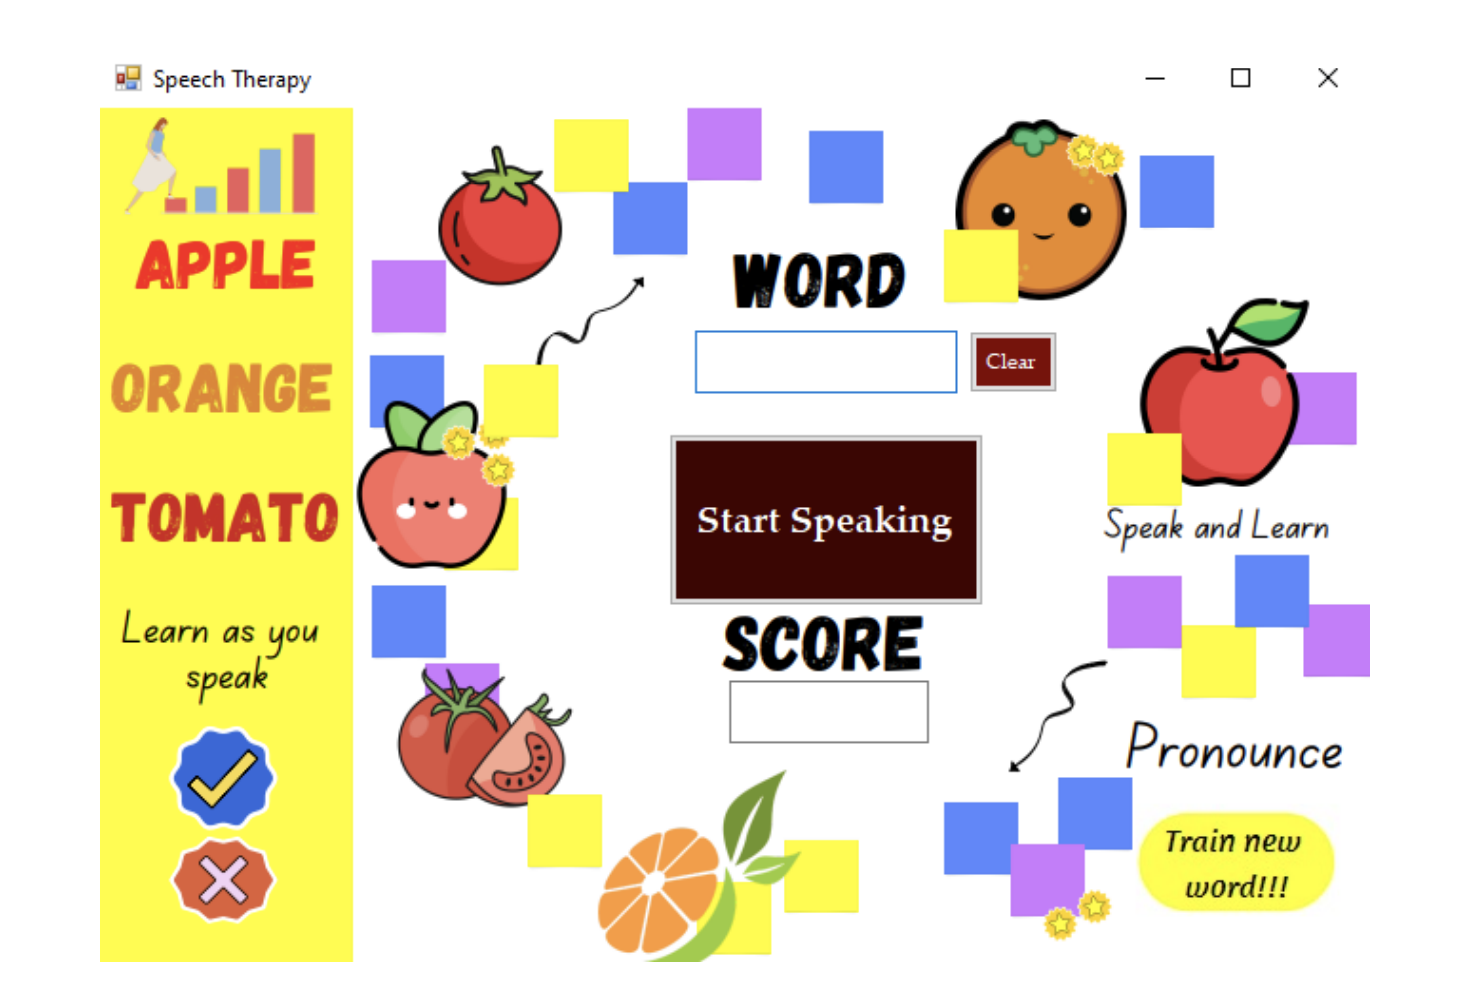 Speech Therapy
APPLE
ORANGE
TOMATO
Learn as you
speak
WORD
Clear
Start Speaking
SCORE
Speak and Learn
Pronounce
Train new
word!!!